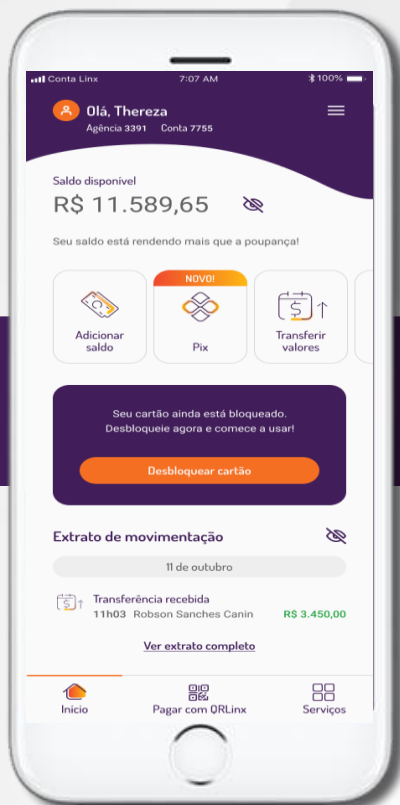 Conta Linx 7:07 AM 100%
Olá, Thereza
Agência 3391 Conta 7755
Saldo disponível
R$ 11.589,65
Seu saldo está rendendo mais que a poupança!
NOVO!
Adicionar
saldo
Pix
Transferir
valores
Seu cartão ainda está bloqueado.
Desbloqueie agora e comece a usar!
Desbloquear cartão
Extrato de movimentação
11 de outubro
Transferência recebida
11h03 Robson Sanches Canin R$ 3.450,00
Ver extrato completo
Início Pagar com QRLinx Serviços